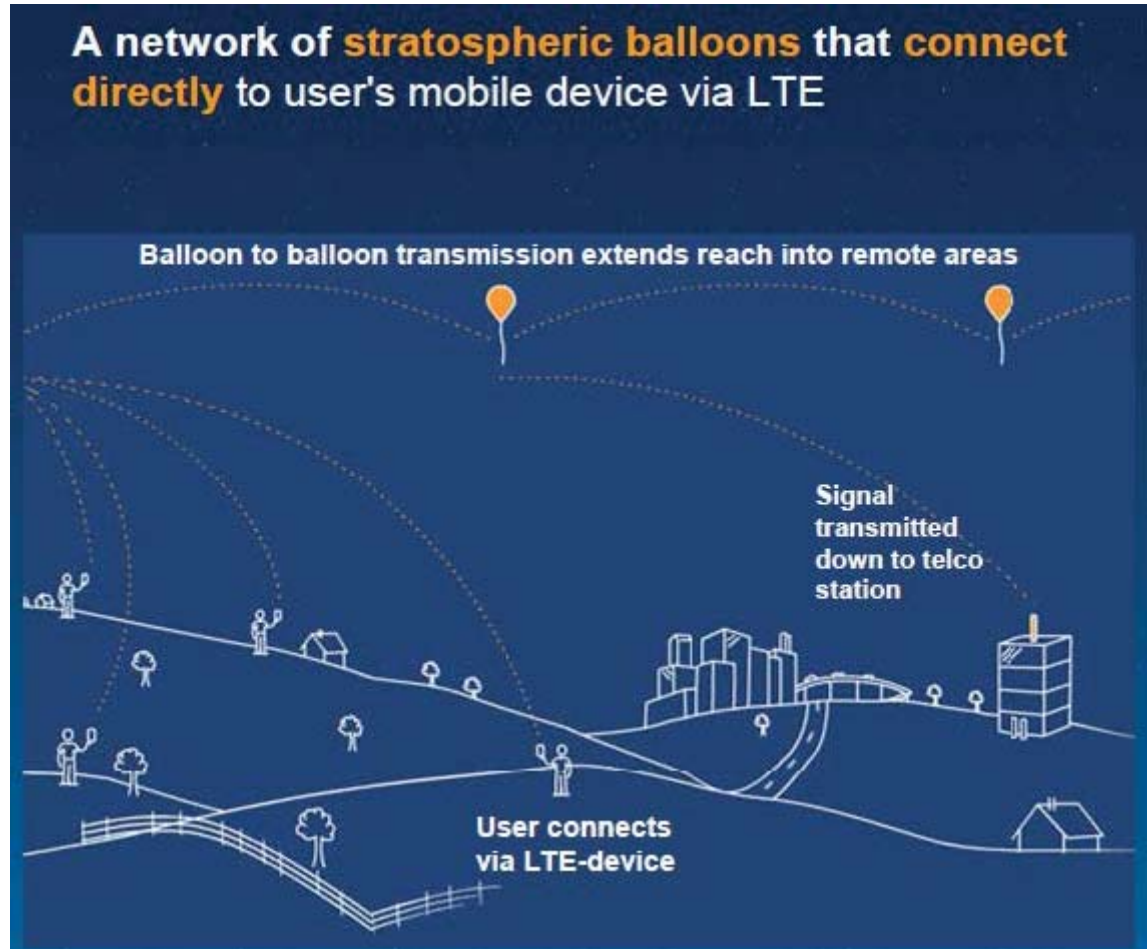 A network of stratospheric balloons that connect
directly to user's mobile device via LTE
Balloon to balloon transmission extends reach into remote areas
Signal
transmitted
down to telco
station
User connects
via LTE-device